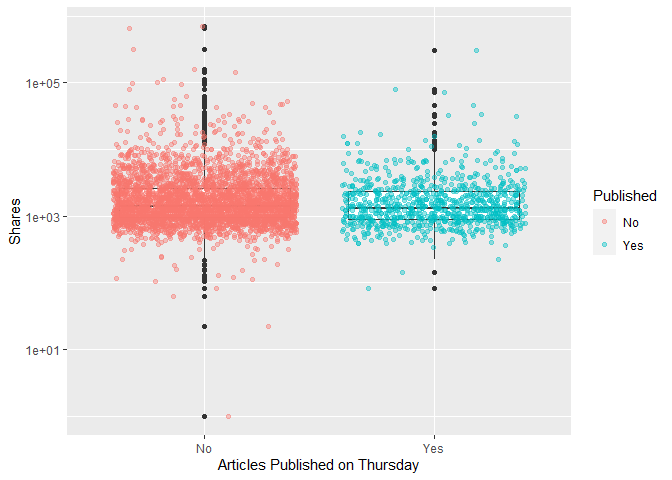 1e+05
1e+03
1e+01
Shares
No
Yes
Articles Published on Thursday
Published
No
Yes